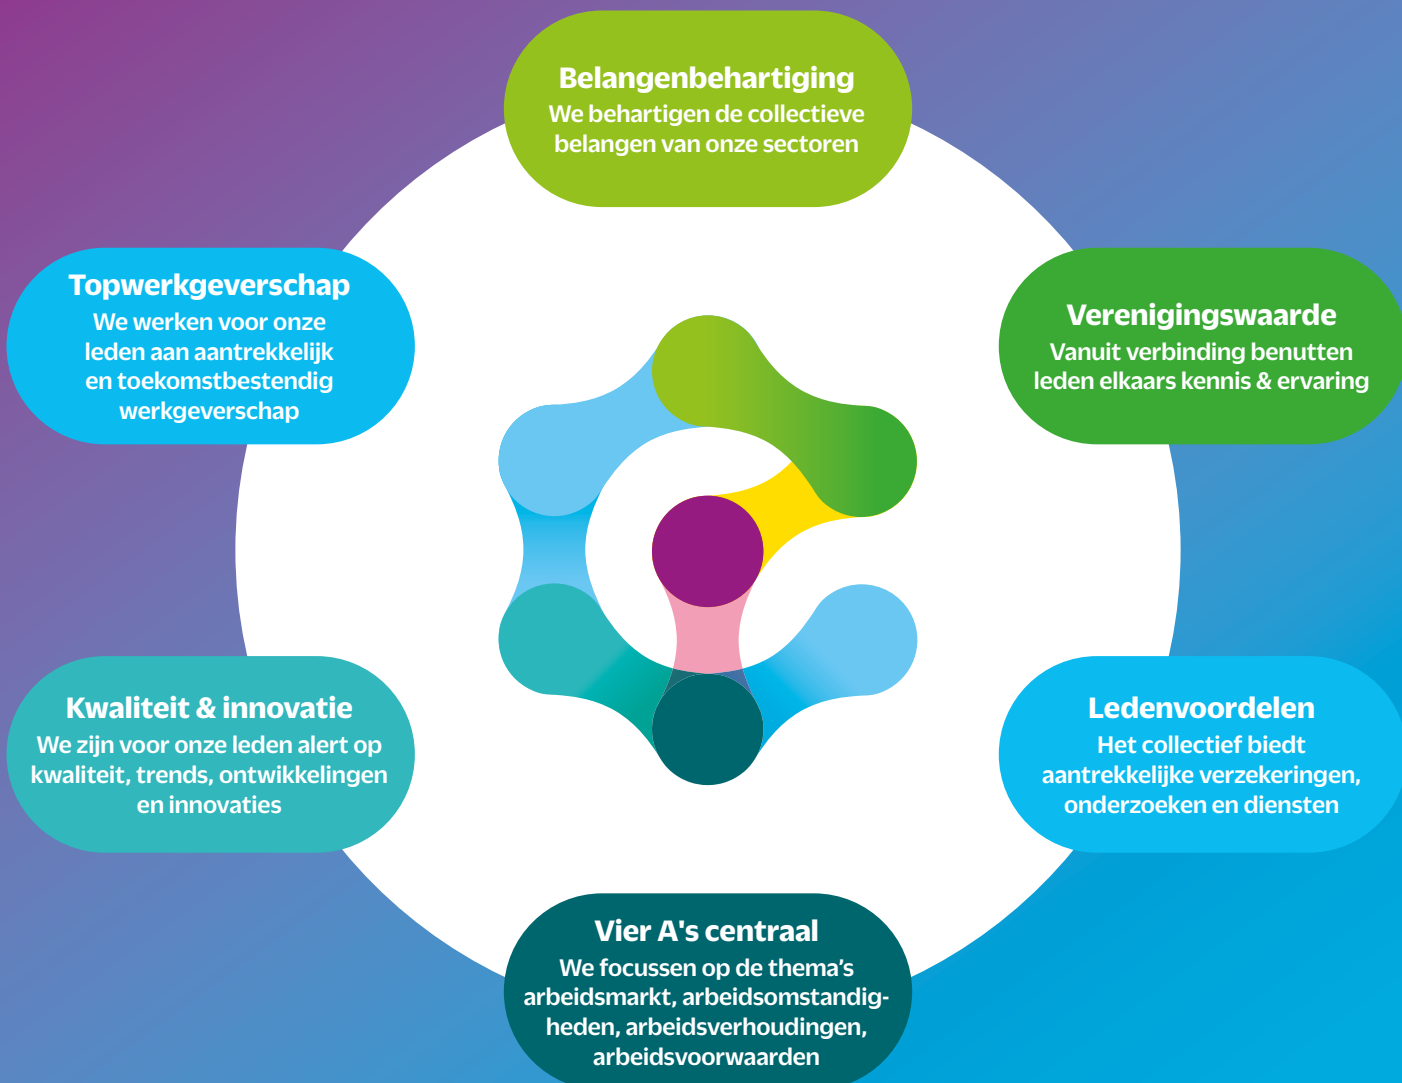 Belangenbehartiging
We behartigen de collectieve
belangen van onze sectoren
Topwerkgeverschap
We werken voor onze
leden aan aantrekkelijk
en toekomstbestendig
werkgeverschap
Verenigingswaarde
Vanuit verbinding benutten
leden elkaars kennis & ervaring
Kwaliteit & innovatie
We zijn voor onze leden alert op
kwaliteit, trends, ontwikkelingen
en innovaties
Ledenvoordelen
Het collectief biedt
aantrekkelijke verzekeringen,
onderzoeken en diensten
Vier A's centraal
We focussen op de thema’s
arbeidsmarkt, arbeidsomstandig-
heden, arbeidsverhoudingen,
arbeidsvoorwaarden